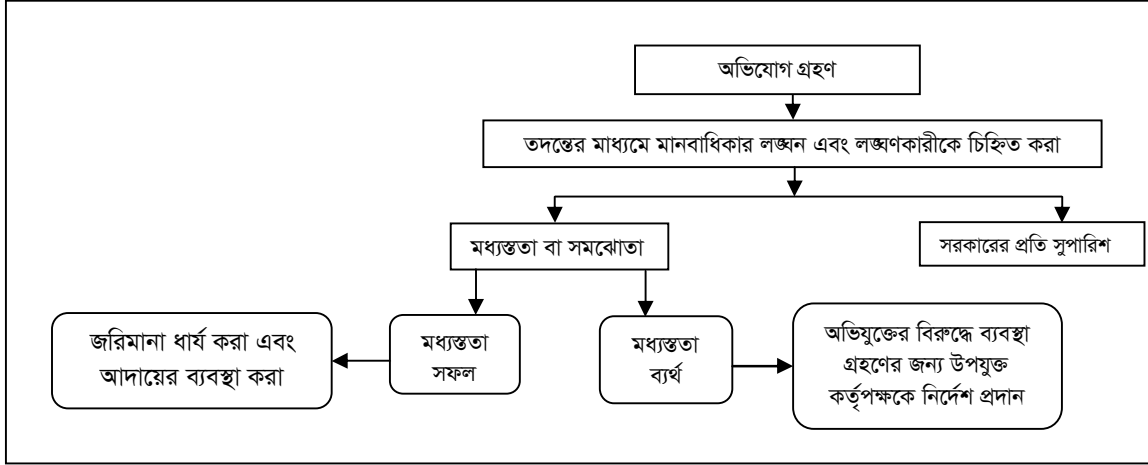 অভিযোগ গ্রহণ
তদন্তের মাধ্যমে মানবাধিকার লঙ্ঘন এবং লঙ্ঘণকারীকে চিহ্নিত করা
মধ্যস্ততা বা সমঝোতা
সরকারের প্রতি সুপারিশ
জরিমানা ধার্য করা এবং
আদায়ের ব্যবস্থা করা
মধ্যস্ততা
সফল
মধ্যস্ততা
ব্যর্থ
অভিযুক্তের বিরুদ্ধে ব্যবস্থা
গ্রহণের জন্য উপযুক্ত
কর্তৃপক্ষকে নির্দেশ প্রদান